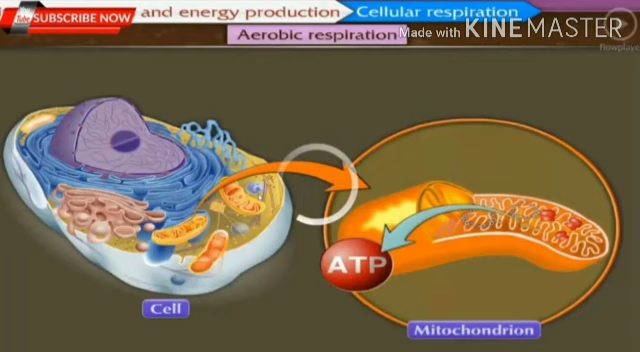 SUBSCRIBE NOW
and energy production
Cellular respiration
Aerobic respiration
Made with KINEMASTER
ATP
Cell
Mitochondrion